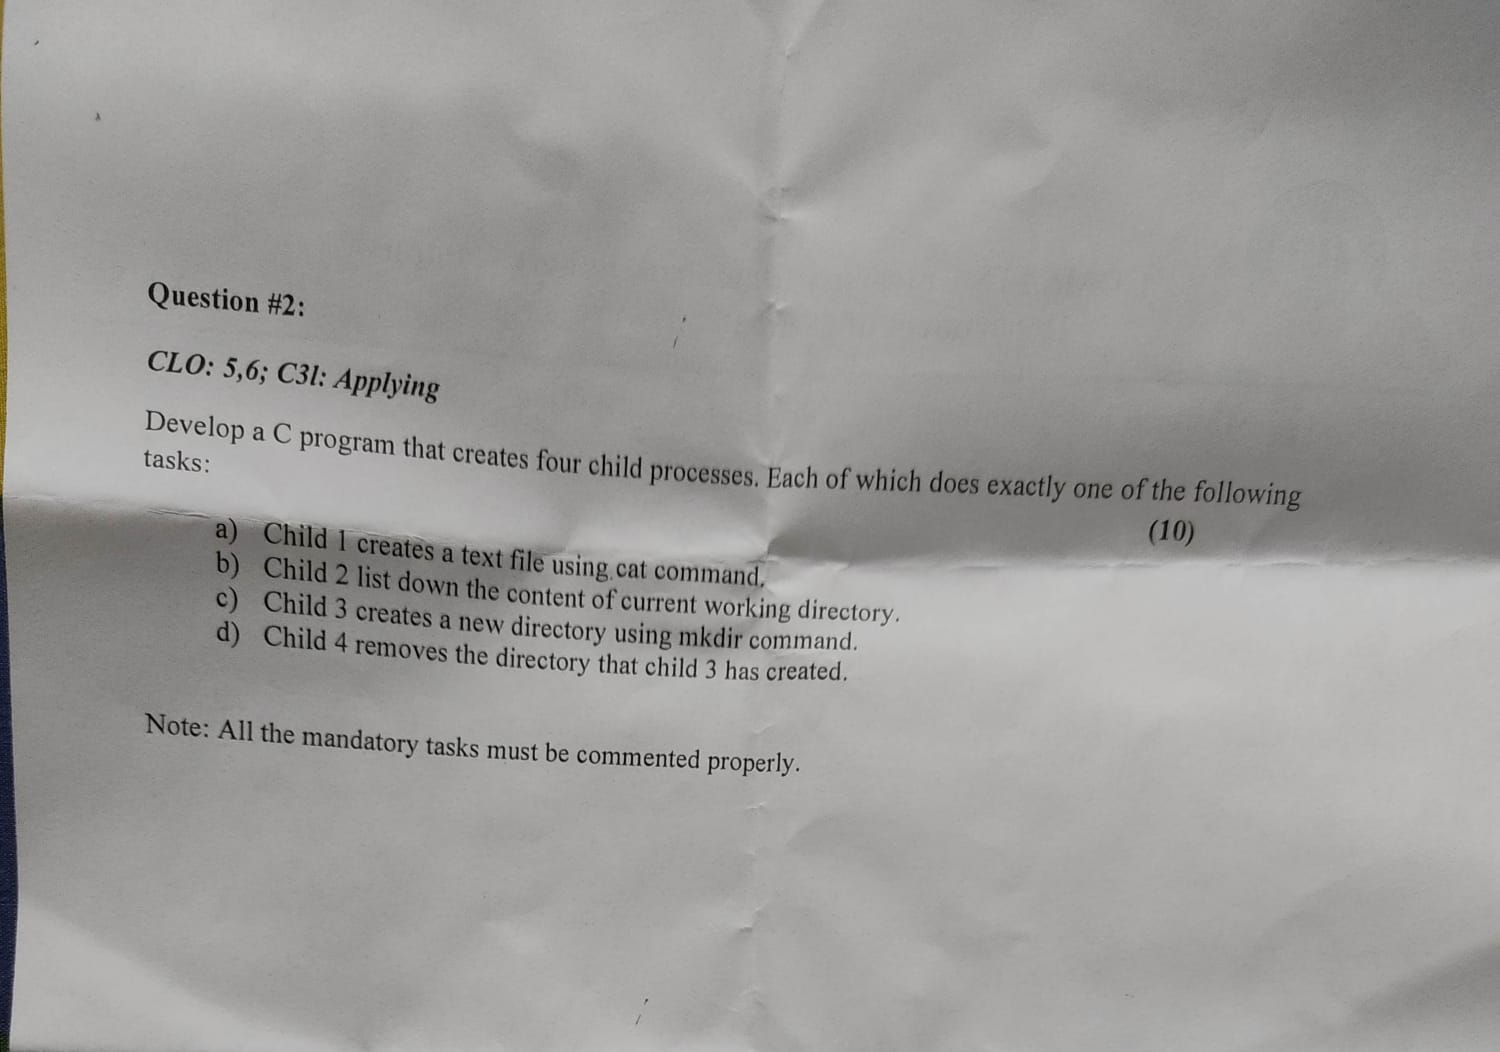 Question #2:
CLO: 5,6; C3l: Applying
Develop a C program that creates four child processes. Each of which does exactly one of the following
tasks:
(10)
a) Child 1 creates a text file using cat command.
b) Child 2 list down the content of current working directory.
c) Child 3 creates a new directory using mkdir command.
d) Child 4 removes the directory that child 3 has created.
Note: All the mandatory tasks must be commented properly.